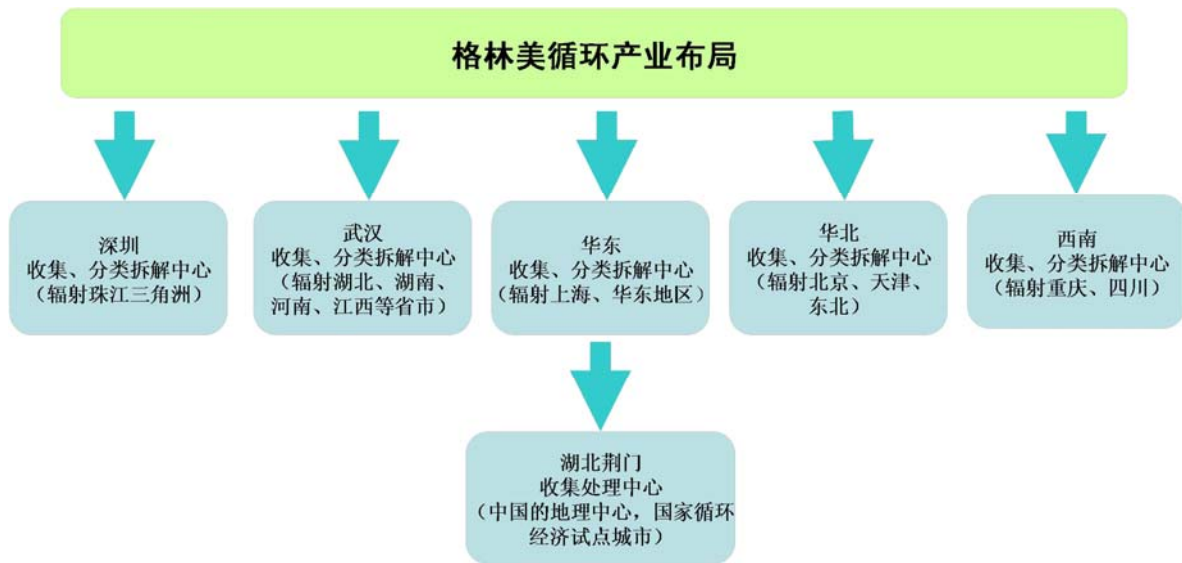 格林美循环产业布局
深圳
收集、分类拆解中心
（辐射珠江三角洲）
武汉
收集、分类拆解中心
（辐射湖北、湖南、
河南、江西等省市）
华东
收集、分类拆解中心
（辐射上海、华东地区）
华北
收集、分类拆解中心
（辐射北京、天津、
东北）
西南
收集、分类拆解中心
（辐射重庆、四川）
湖北荆门
收集处理中心
（中国的地理中心，国家循环
经济试点城市）